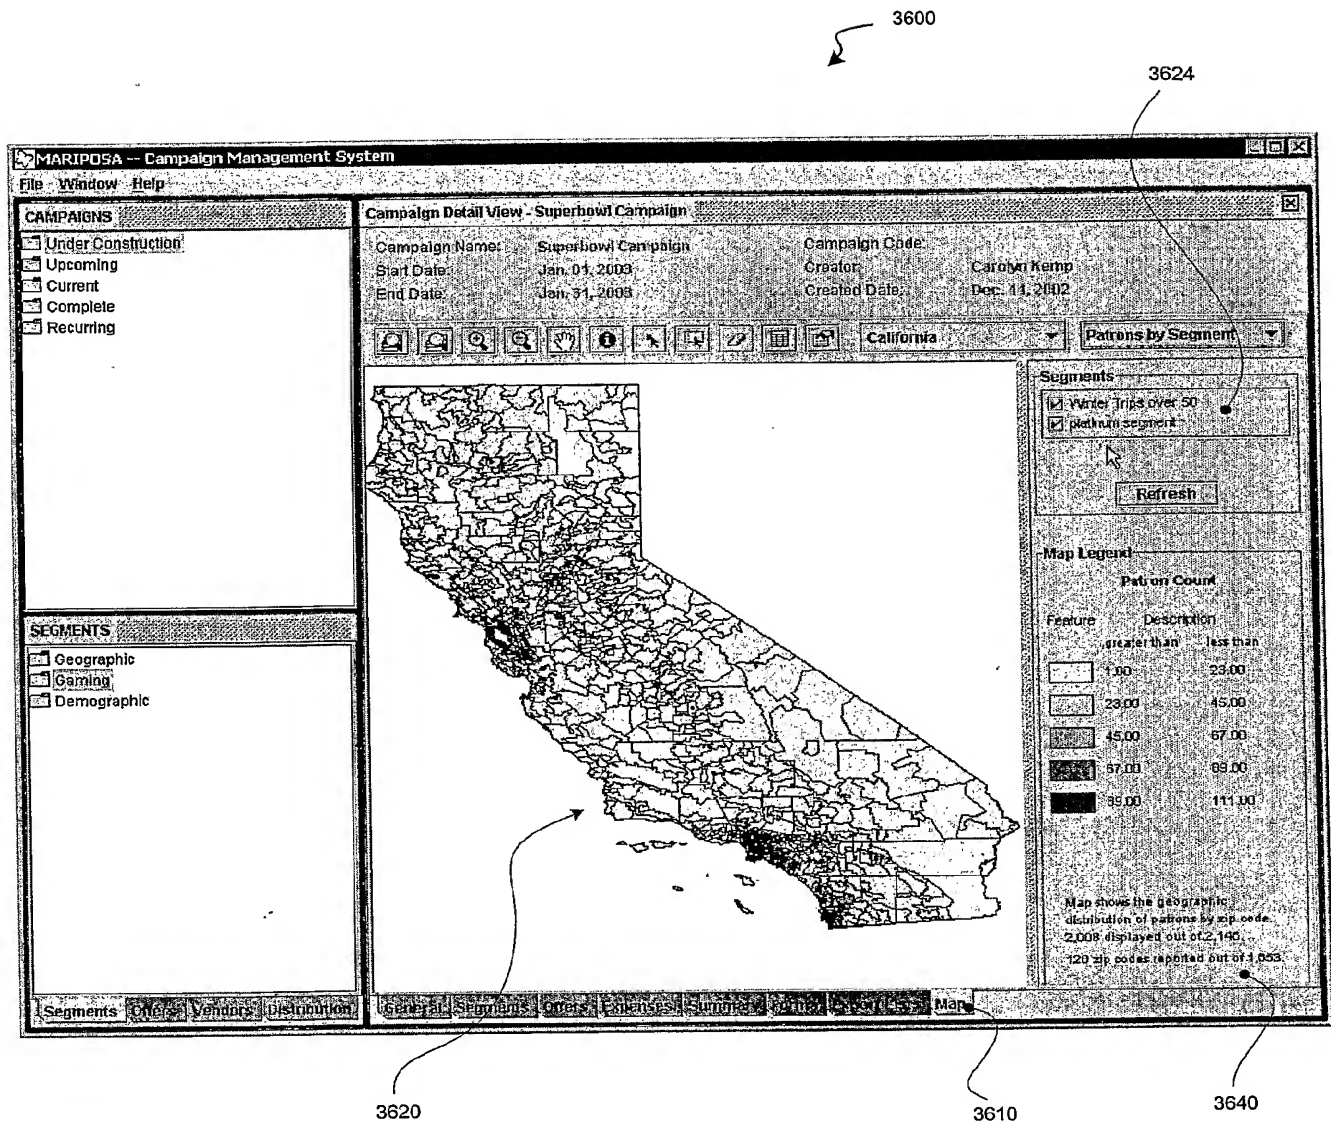 3600
3624
MARIPOSA -- Campaign Management System
File Window Help
CAMPAIGNS
Under Construction
Upcoming
Current
Complete
Recurring
Campaign Detail View - Superbowl Campaign
Campaign Name: Superbowl Campaign Campaign Code:
Start Date: Jan, 01, 2003 Creator: Carolyn Kemp
End Date: Jan, 31, 2003 Created Date: Dec. 11, 2002
California Patrons by Segment
Segments
Winter Trips over 50
platinum segment
Refresh
Map Legend
Patron Count
Feature Description
greater than less than
1.00 23.00
23.00 45.00
45.00 67.00
67.00 89.00
89.00 111.00
Map shows the geographic
distribution of patrons by zip code.
2,008 displayed out of 2,145.
120 zip codes reported out of 1,653.
SEGMENTS
Geographic
Gaming
Demographic
Segments Offers Vendors Distribution
General Segments Offers Expenses Summary Map
3620
3610
3640